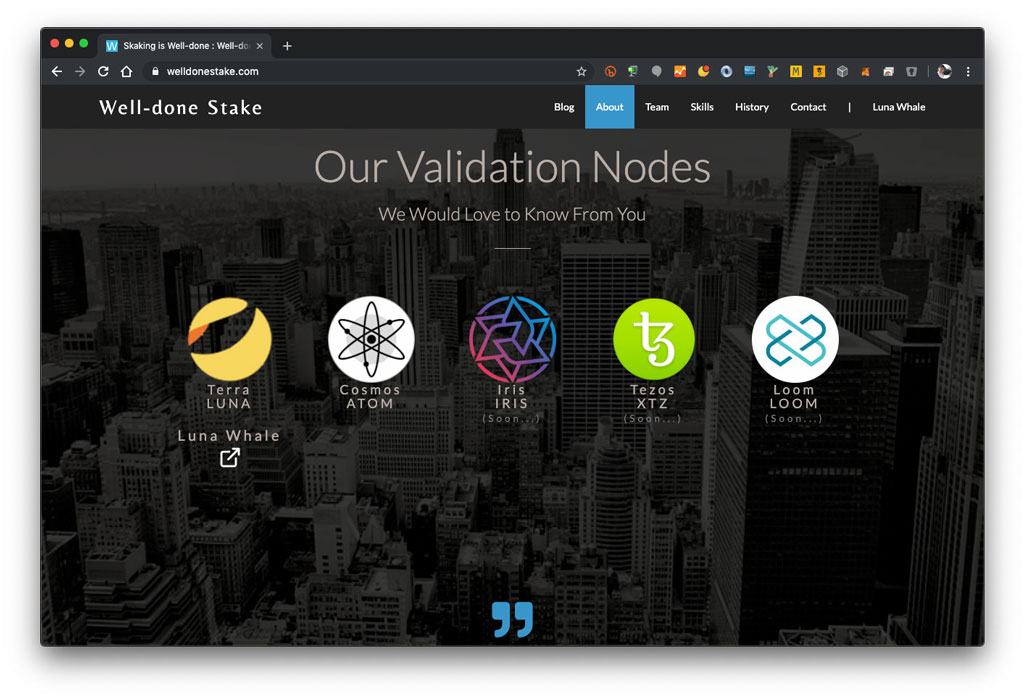 Skaking is Well-done : Well-do
welldonestake.com
Well-done Stake
Blog About Team Skills History Contact | Luna Whale
Our Validation Nodes
We Would Love to Know From You
Terra Cosmos Iris Tezos Loom
LUNA ATOM IRIS XTZ LOOM
(Soon...) (Soon...) (Soon...)
Luna Whale